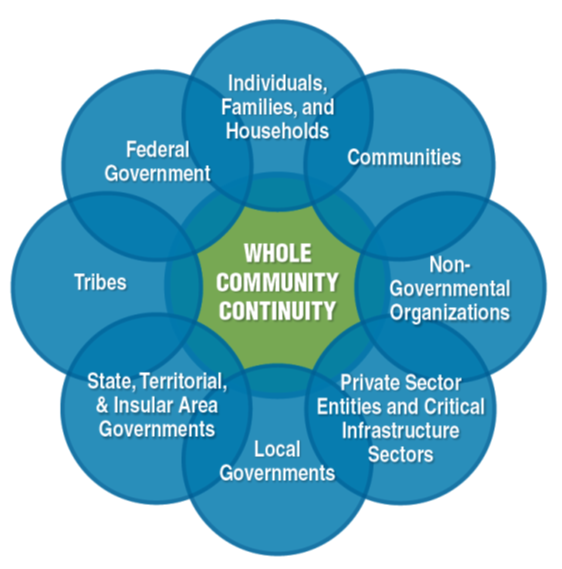 Individuals,
Families, and
Households
Communities
Non-
Governmental
Organizations
Private Sector
Entities and Critical
Infrastructure
Sectors
Local
Governments
State, Territorial,
& Insular Area
Governments
Tribes
Federal
Government
WHOLE
COMMUNITY
CONTINUITY